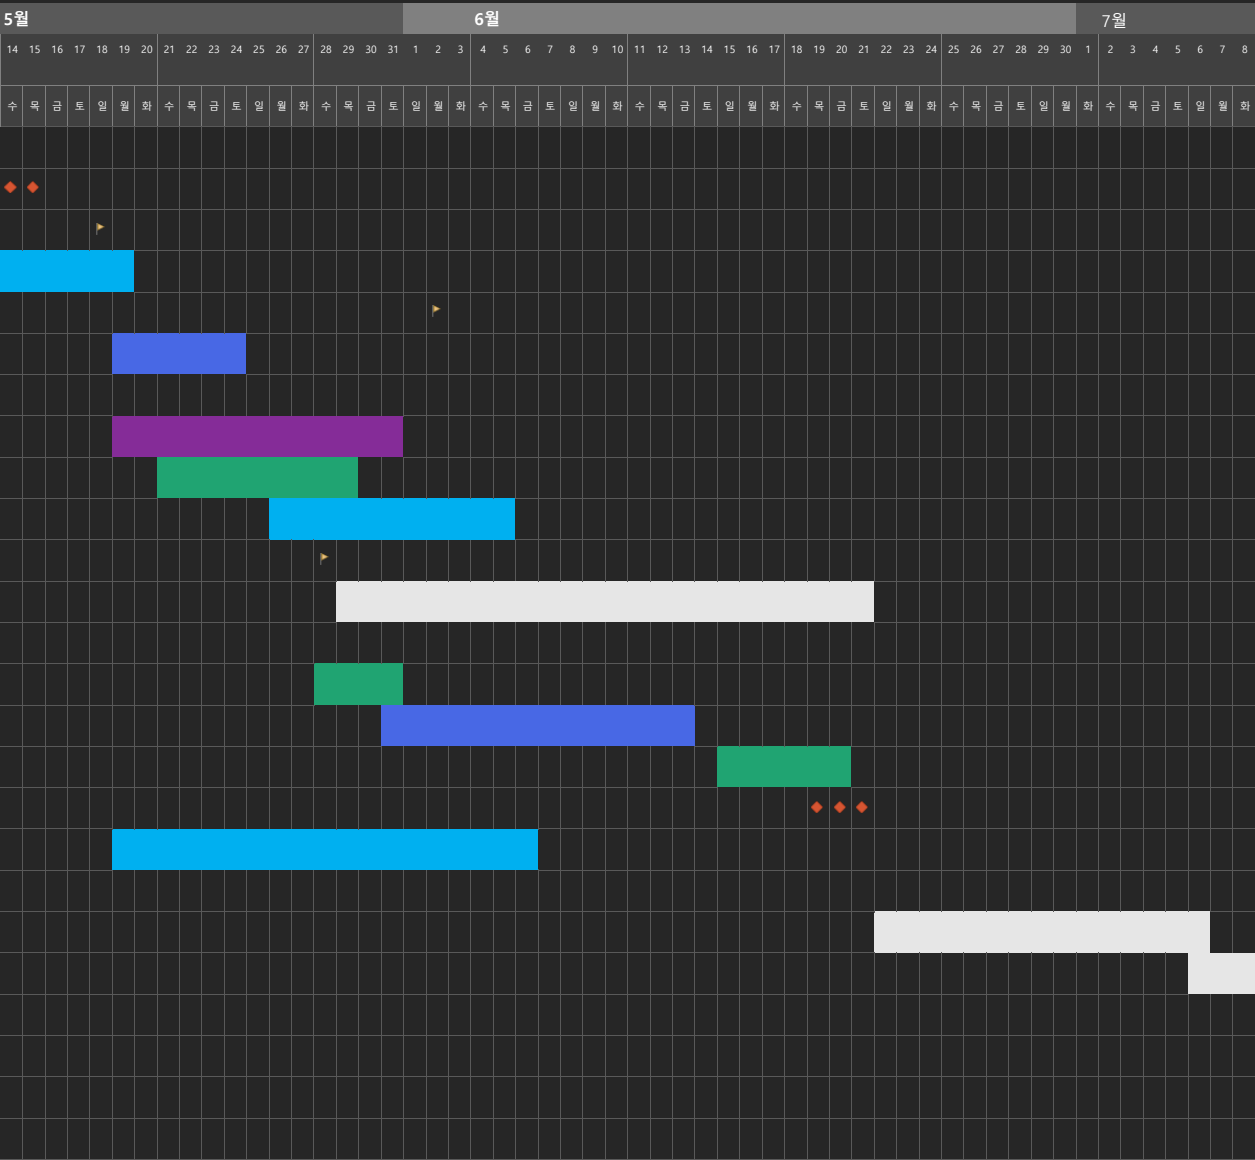 5월 6월 7월
14 15 16 17 18 19 20 21 22 23 24 25 26 27 28 29 30 31 1 2 3 4 5 6 7 8 9 10 11 12 13 14 15 16 17 18 19 20 21 22 23 24 25 26 27 28 29 30 1 2 3 4 5 6 7 8
수 목 금 토 일 월 화 수 목 금 토 일 월 화 수 목 금 토 일 월 화 수 목 금 토 일 월 화 수 목 금 토 일 월 화 수 목 금 토 일 월 화 수 목 금 토 일 월 화 수 목 금 토 일 월 화